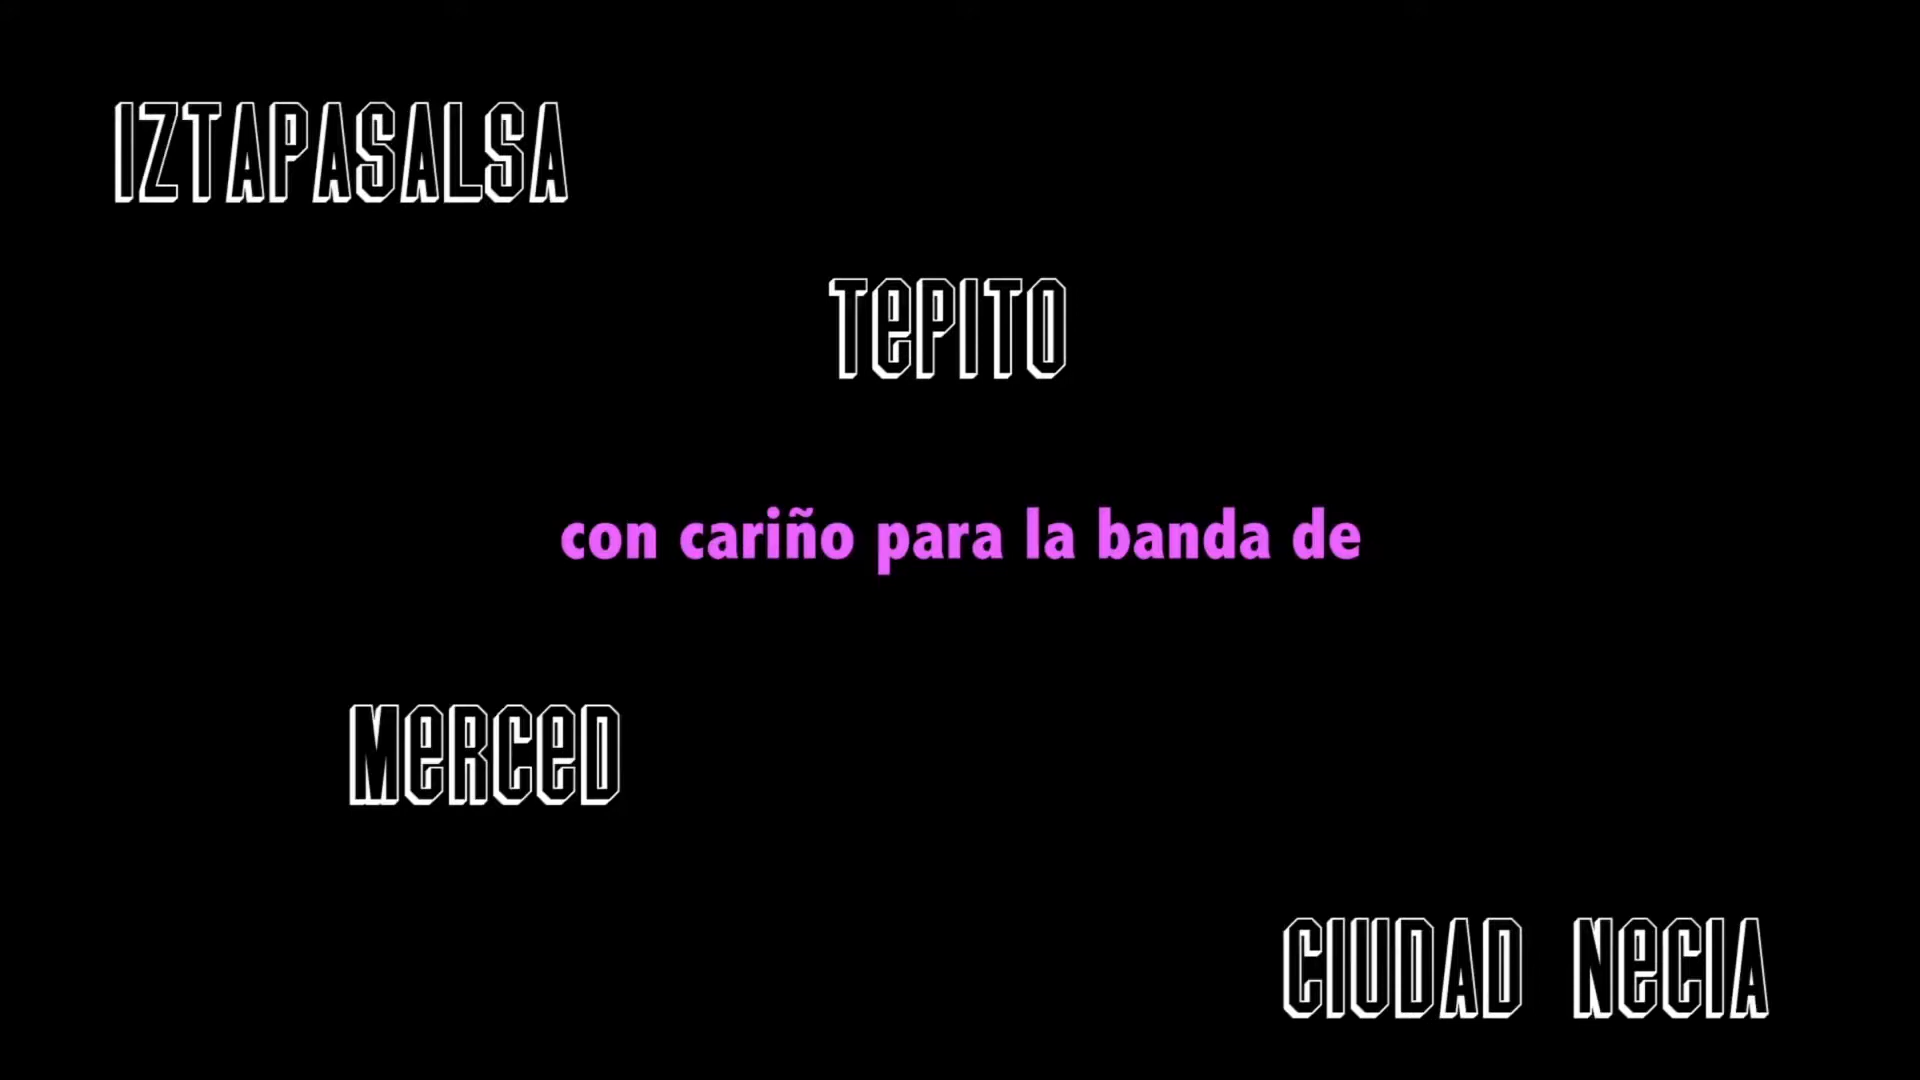 IZTAPASALSA
TePITO
con cariño para la banda de
MeRCeD
CIUDAD NeCIA